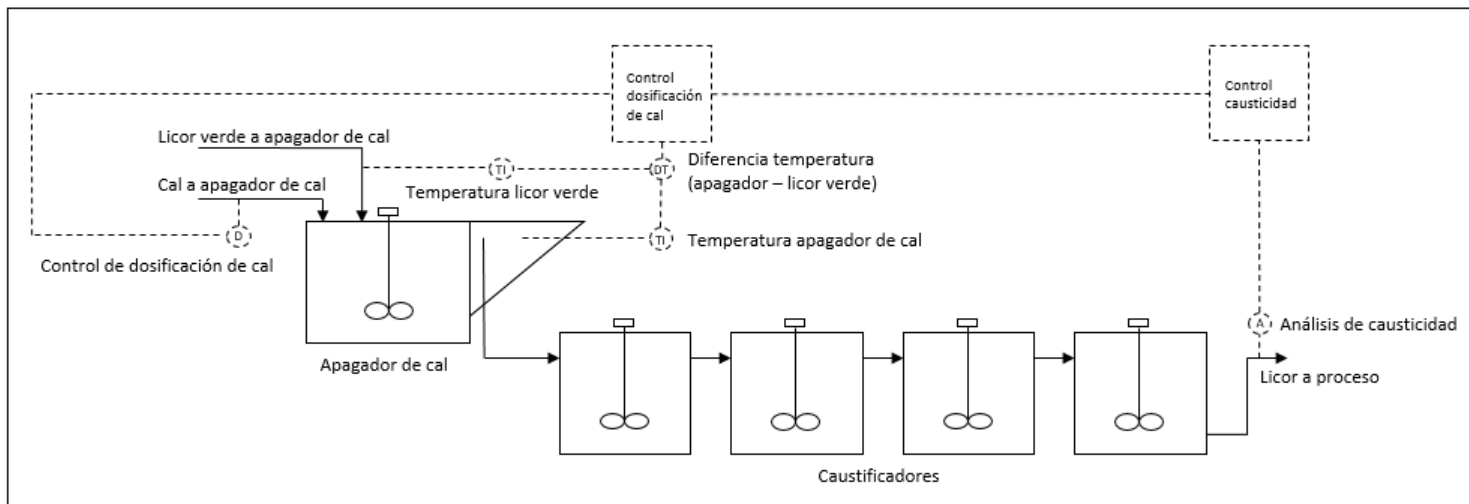 Control
dosificación
de cal
Control
causticidad
Licor verde a apagador de cal
TI
DT
Diferencia temperatura
(apagador – licor verde)
Cal a apagador de cal
Temperatura licor verde
D
TI
Temperatura apagador de cal
Control de dosificación de cal
A
Análisis de causticidad
Apagador de cal
Licor a proceso
Caustificadores